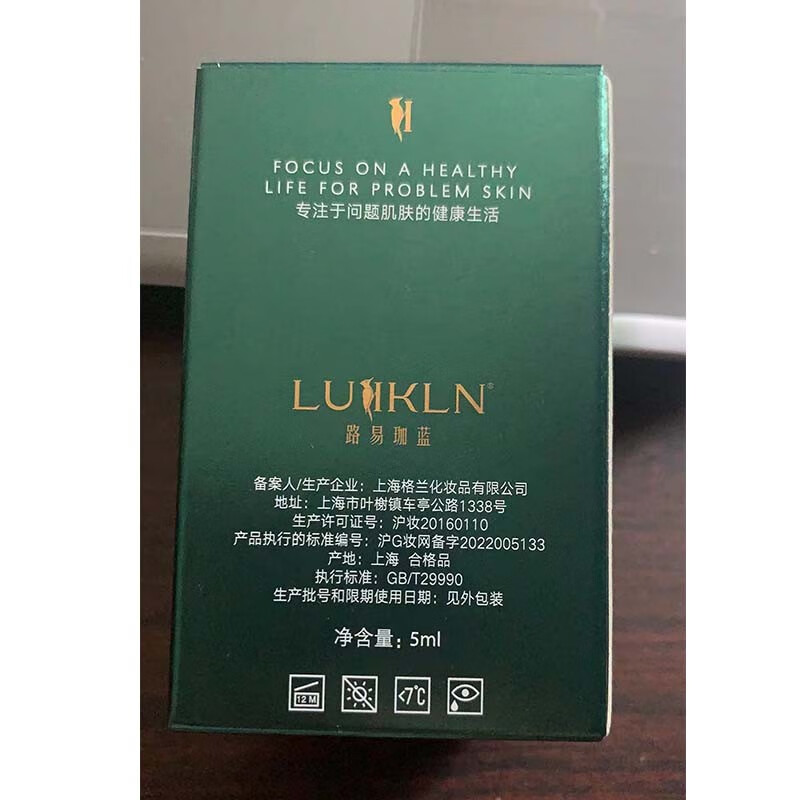 FOCUS ON A HEALTHY
LIFE FOR PROBLEM SKIN
专注于问题肌肤的健康生活
LUIKLN®
路易珈蓝
备案人/生产企业：上海格兰化妆品有限公司
地址：上海市叶榭镇车亭公路1338号
生产许可证号：沪妆20160110
产品执行的标准编号：沪G妆网备字2022005133
产地：上海 合格品
执行标准：GB/T29990
生产批号和限期使用日期：见外包装
净含量：5ml
12 M
<7℃